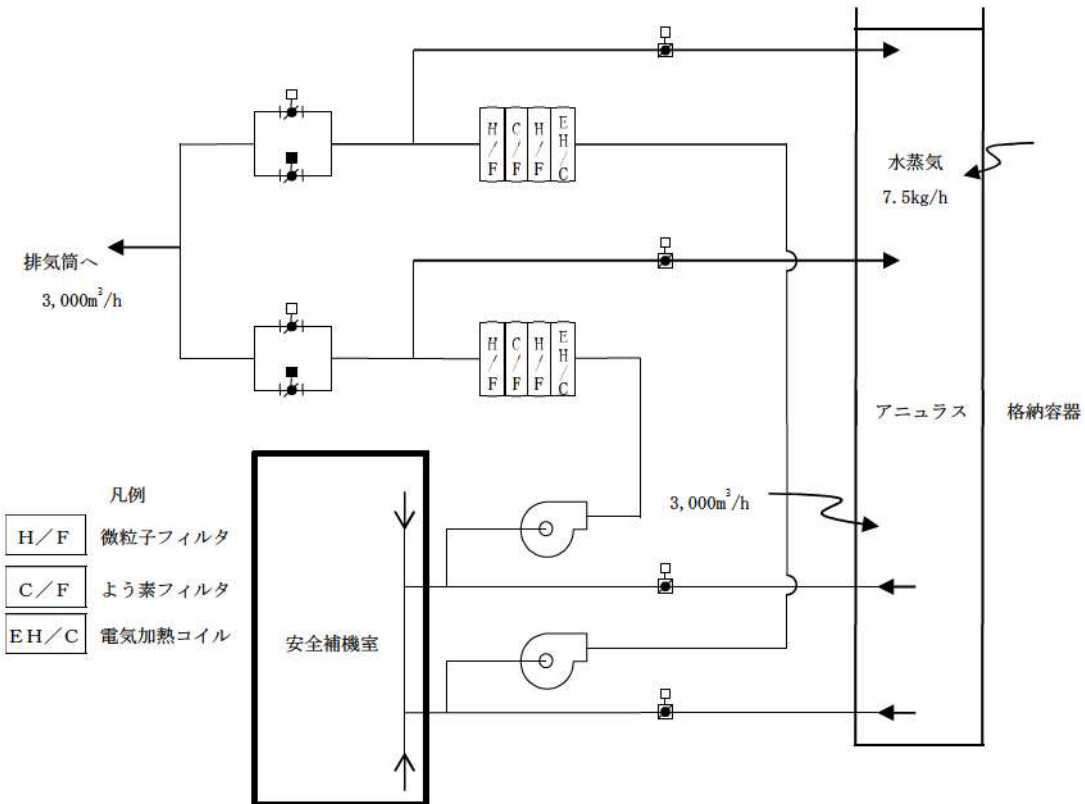 H/F
C/F
H/F
EH/C
水蒸気
7.5kg/h
排気筒へ
3,000m³/h
H/F
C/F
H/F
EH/C
アニュラス
格納容器
3,000m³/h
凡例
H/F 微粒子フィルタ
C/F よう素フィルタ
EH/C 電気加熱コイル
安全補機室